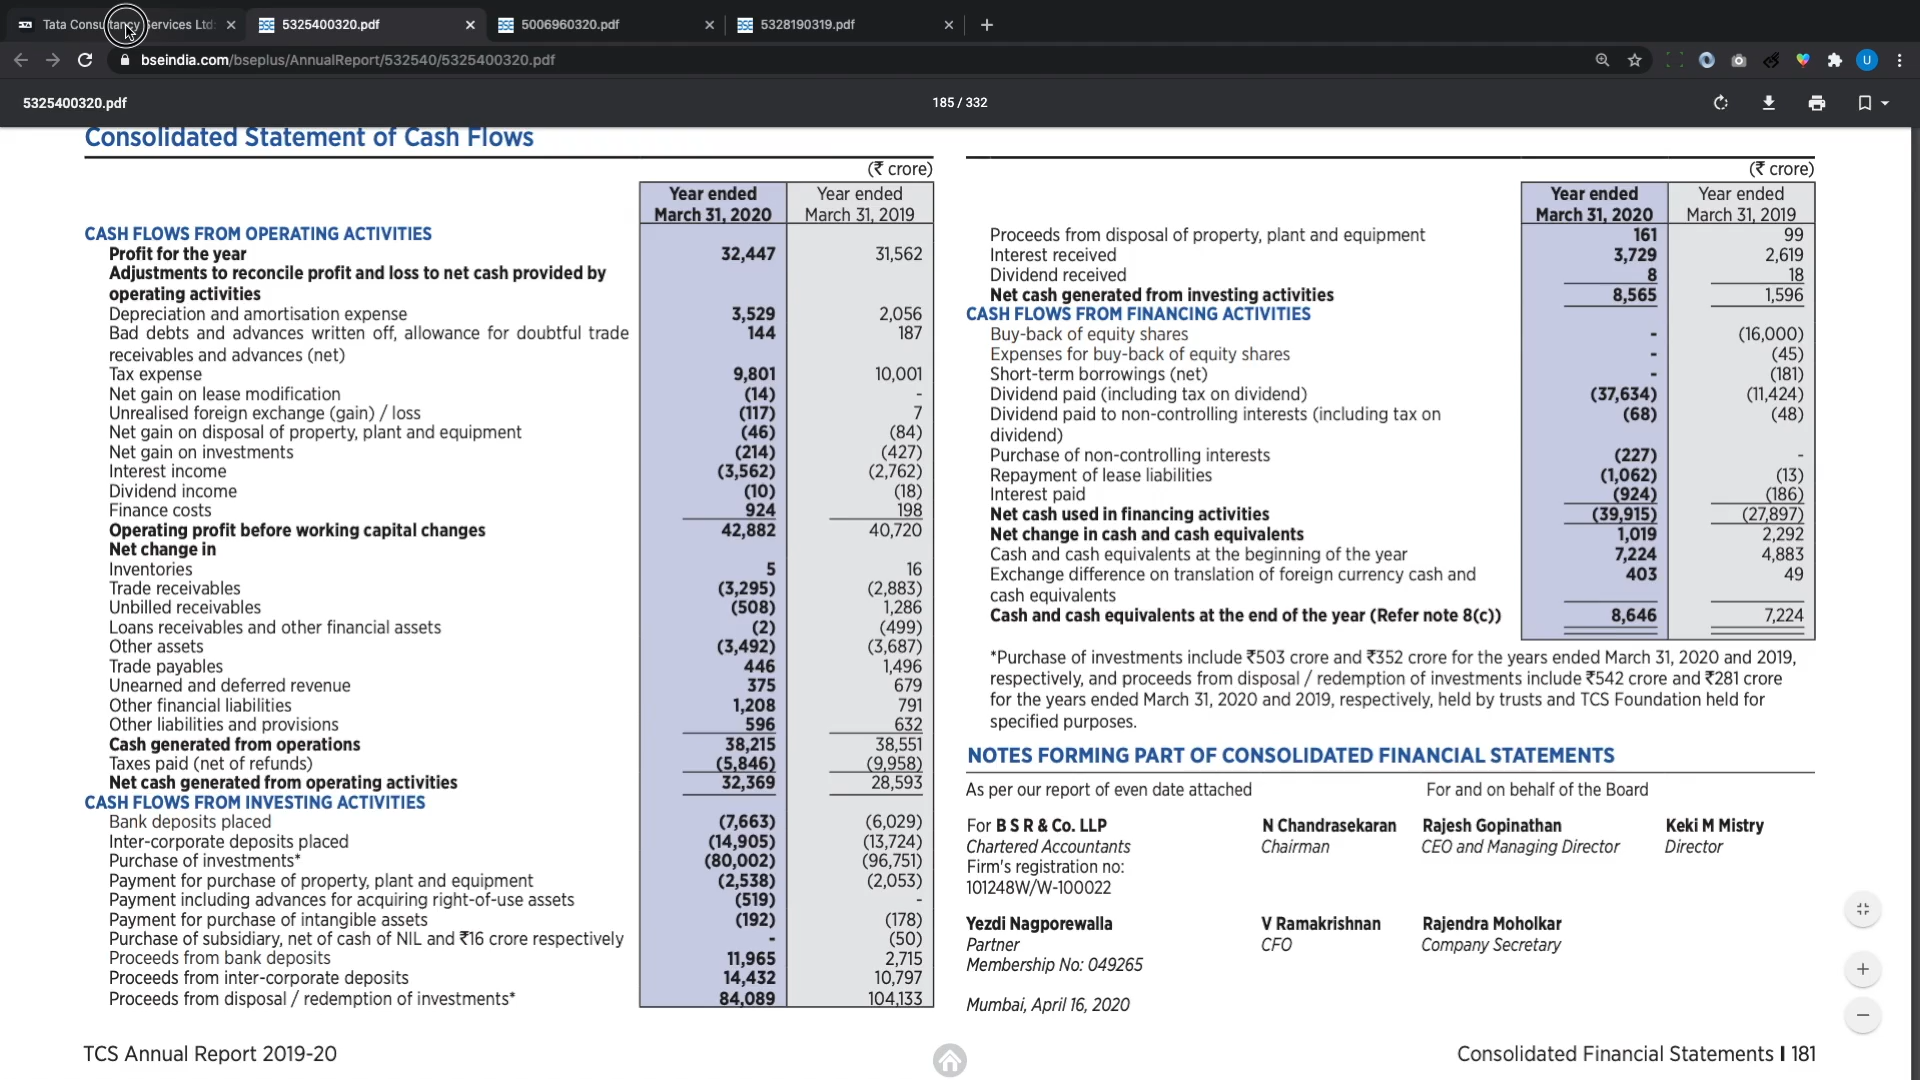 Tata Consultancy Services Ltd
5325400320.pdf
5006960320.pdf
5328190319.pdf
bseindia.com/bseplus/AnnualReport/532540/5325400320.pdf
U
5325400320.pdf
185 / 332
Consolidated Statement of Cash Flows
(₹ crore)
Year ended March 31, 2020 Year ended March 31, 2019
CASH FLOWS FROM OPERATING ACTIVITIES
Profit for the year 32,447 31,562
Adjustments to reconcile profit and loss to net cash provided by
operating activities
Depreciation and amortisation expense 3,529 2,056
Bad debts and advances written off, allowance for doubtful trade 144 187
receivables and advances (net)
Tax expense 9,801 10,001
Net gain on lease modification (14) -
Unrealised foreign exchange (gain) / loss (117) 7
Net gain on disposal of property, plant and equipment (46) (84)
Net gain on investments (214) (427)
Interest income (3,562) (2,762)
Dividend income (10) (18)
Finance costs 924 198
Operating profit before working capital changes 42,882 40,720
Net change in
Inventories 5 16
Trade receivables (3,295) (2,883)
Unbilled receivables (508) 1,286
Loans receivables and other financial assets (2) (499)
Other assets (3,492) (3,687)
Trade payables 446 1,496
Unearned and deferred revenue 375 679
Other financial liabilities 1,208 791
Other liabilities and provisions 596 632
Cash generated from operations 38,215 38,551
Taxes paid (net of refunds) (5,846) (9,958)
Net cash generated from operating activities 32,369 28,593
CASH FLOWS FROM INVESTING ACTIVITIES
Bank deposits placed (7,663) (6,029)
Inter-corporate deposits placed (14,905) (13,724)
Purchase of investments* (80,002) (96,751)
Payment for purchase of property, plant and equipment (2,538) (2,053)
Payment including advances for acquiring right-of-use assets (519) -
Payment for purchase of intangible assets (192) (178)
Purchase of subsidiary, net of cash of NIL and ₹16 crore respectively - (50)
Proceeds from bank deposits 11,965 2,715
Proceeds from inter-corporate deposits 14,432 10,797
Proceeds from disposal / redemption of investments* 84,089 104,133
(₹ crore)
Year ended March 31, 2020 Year ended March 31, 2019
Proceeds from disposal of property, plant and equipment 161 99
Interest received 3,729 2,619
Dividend received 8 18
Net cash generated from investing activities 8,565 1,596
CASH FLOWS FROM FINANCING ACTIVITIES
Buy-back of equity shares - (16,000)
Expenses for buy-back of equity shares - (45)
Short-term borrowings (net) - (181)
Dividend paid (including tax on dividend) (37,634) (11,424)
Dividend paid to non-controlling interests (including tax on (68) (48)
dividend)
Purchase of non-controlling interests (227) -
Repayment of lease liabilities (1,062) (13)
Interest paid (924) (186)
Net cash used in financing activities (39,915) (27,897)
Net change in cash and cash equivalents 1,019 2,292
Cash and cash equivalents at the beginning of the year 7,224 4,883
Exchange difference on translation of foreign currency cash and 403 49
cash equivalents
Cash and cash equivalents at the end of the year (Refer note 8(c)) 8,646 7,224
*Purchase of investments include ₹503 crore and ₹352 crore for the years ended March 31, 2020 and 2019,
respectively, and proceeds from disposal / redemption of investments include ₹542 crore and ₹281 crore
for the years ended March 31, 2020 and 2019, respectively, held by trusts and TCS Foundation held for
specified purposes.
NOTES FORMING PART OF CONSOLIDATED FINANCIAL STATEMENTS
As per our report of even date attached For and on behalf of the Board
For B S R & Co. LLP N Chandrasekaran Rajesh Gopinathan Keki M Mistry
Chartered Accountants Chairman CEO and Managing Director Director
Firm's registration no:
101248W/W-100022
Yezdi Nagporewalla V Ramakrishnan Rajendra Moholkar
Partner CFO Company Secretary
Membership No: 049265
Mumbai, April 16, 2020
TCS Annual Report 2019-20
Consolidated Financial Statements I 181